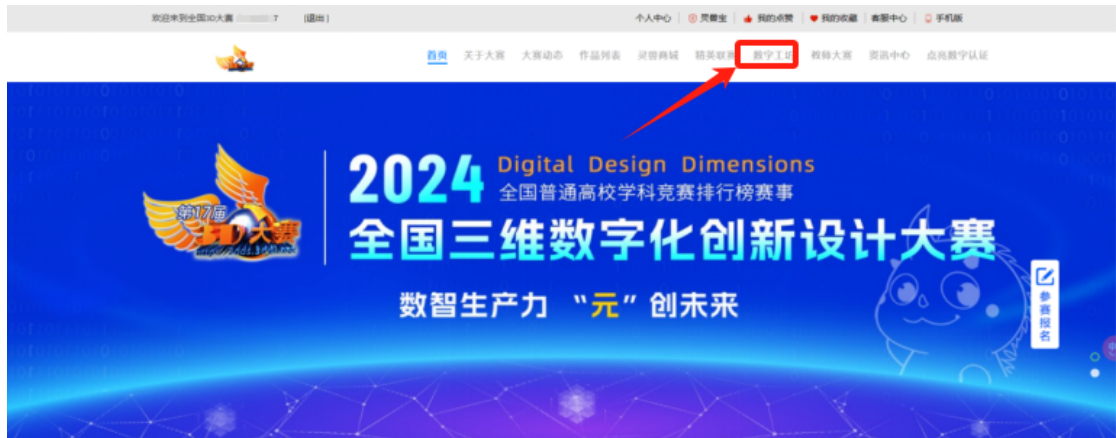 欢迎来到全国3D大赛 7 [退出] 个人中心 灵兽宝 我的点赞 我的收藏 客服中心 手机版
首页 关于大赛 大赛动态 作品列表 灵兽商城 精英联赛 数字工坊 教师大赛 资讯中心 点亮数字认证
第17届
3D大赛
2024 Digital Design Dimensions
全国普通高校学科竞赛排行榜赛事
全国三维数字化创新设计大赛
数智生产力 “元”创未来
参赛报名